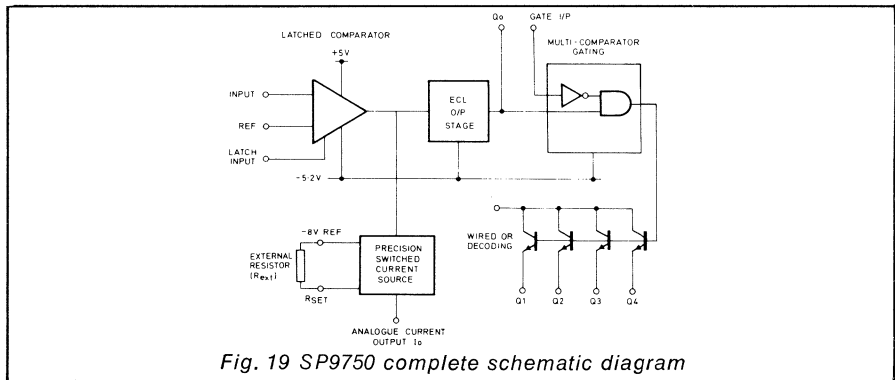 Qo
GATE I/P
LATCHED COMPARATOR
+5V
MULTI-COMPARATOR
GATING
INPUT
REF
LATCH
INPUT
ECL
O/P
STAGE
-5·2V
-8V REF
EXTERNAL
RESISTOR
(Rext)
RSET
PRECISION
SWITCHED
CURRENT
SOURCE
WIRED OR
DECODING
Q1 Q2 Q3 Q4
ANALOGUE CURRENT
OUTPUT Io
Fig. 19 SP9750 complete schematic diagram